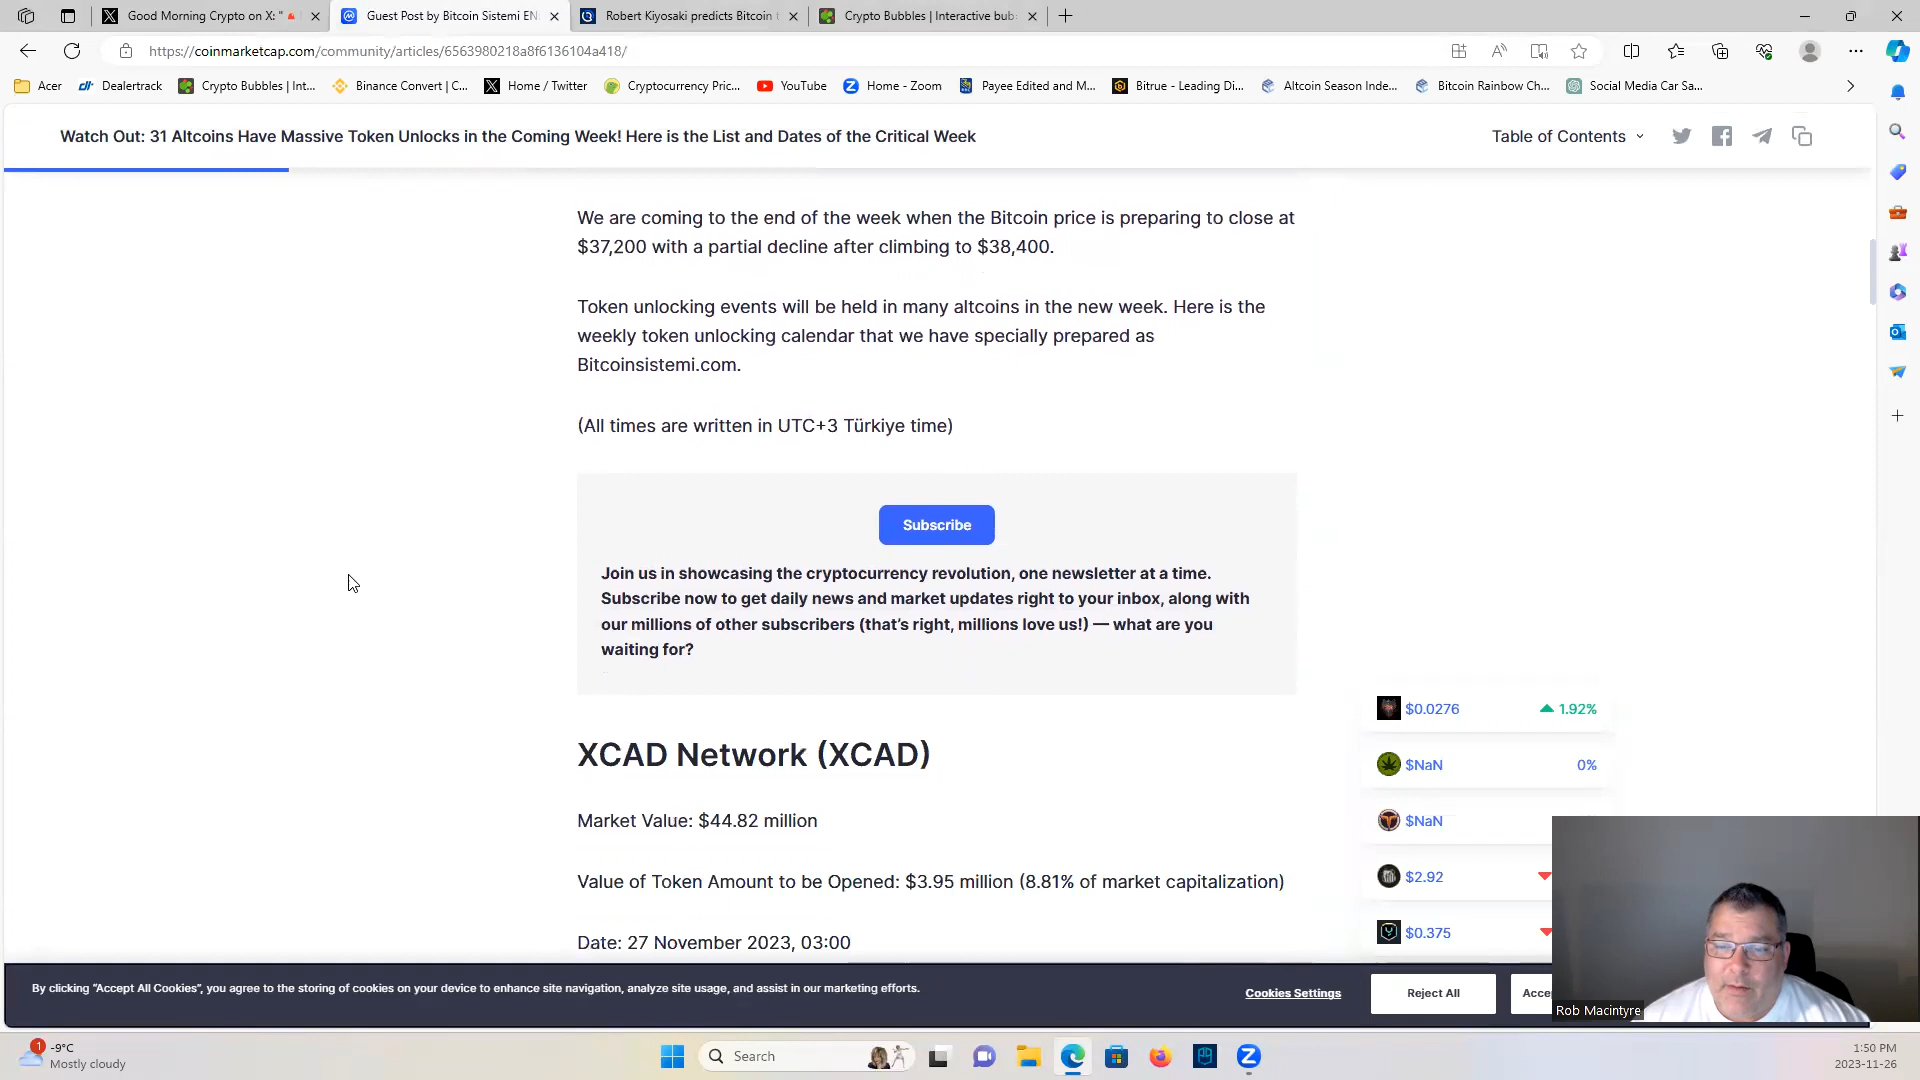 Good Morning Crypto on X: "
Guest Post by Bitcoin Sistemi EN
Robert Kiyosaki predicts Bitcoin t
Crypto Bubbles | Interactive bub
https://coinmarketcap.com/community/articles/6563980218a8f6136104a418/
Acer
Dealertrack
Crypto Bubbles | Int...
Binance Convert | C...
Home / Twitter
Cryptocurrency Pric...
YouTube
Home - Zoom
Payee Edited and M...
Bitrue - Leading Di...
Altcoin Season Inde...
Bitcoin Rainbow Ch...
Social Media Car Sa...
Watch Out: 31 Altcoins Have Massive Token Unlocks in the Coming Week! Here is the List and Dates of the Critical Week
Table of Contents
We are coming to the end of the week when the Bitcoin price is preparing to close at
$37,200 with a partial decline after climbing to $38,400.
Token unlocking events will be held in many altcoins in the new week. Here is the
weekly token unlocking calendar that we have specially prepared as
Bitcoinsistemi.com.
(All times are written in UTC+3 Türkiye time)
Subscribe
Join us in showcasing the cryptocurrency revolution, one newsletter at a time.
Subscribe now to get daily news and market updates right to your inbox, along with
our millions of other subscribers (that's right, millions love us!) — what are you
waiting for?
XCAD Network (XCAD)
Market Value: $44.82 million
Value of Token Amount to be Opened: $3.95 million (8.81% of market capitalization)
Date: 27 November 2023, 03:00
$0.0276 1.92%
$NaN 0%
$NaN
$2.92
$0.375
By clicking "Accept All Cookies", you agree to the storing of cookies on your device to enhance site navigation, analyze site usage, and assist in our marketing efforts.
Cookies Settings
Reject All
Acce
Rob Macintyre
1
-9°C
Mostly cloudy
Search
1:50 PM
2023-11-26